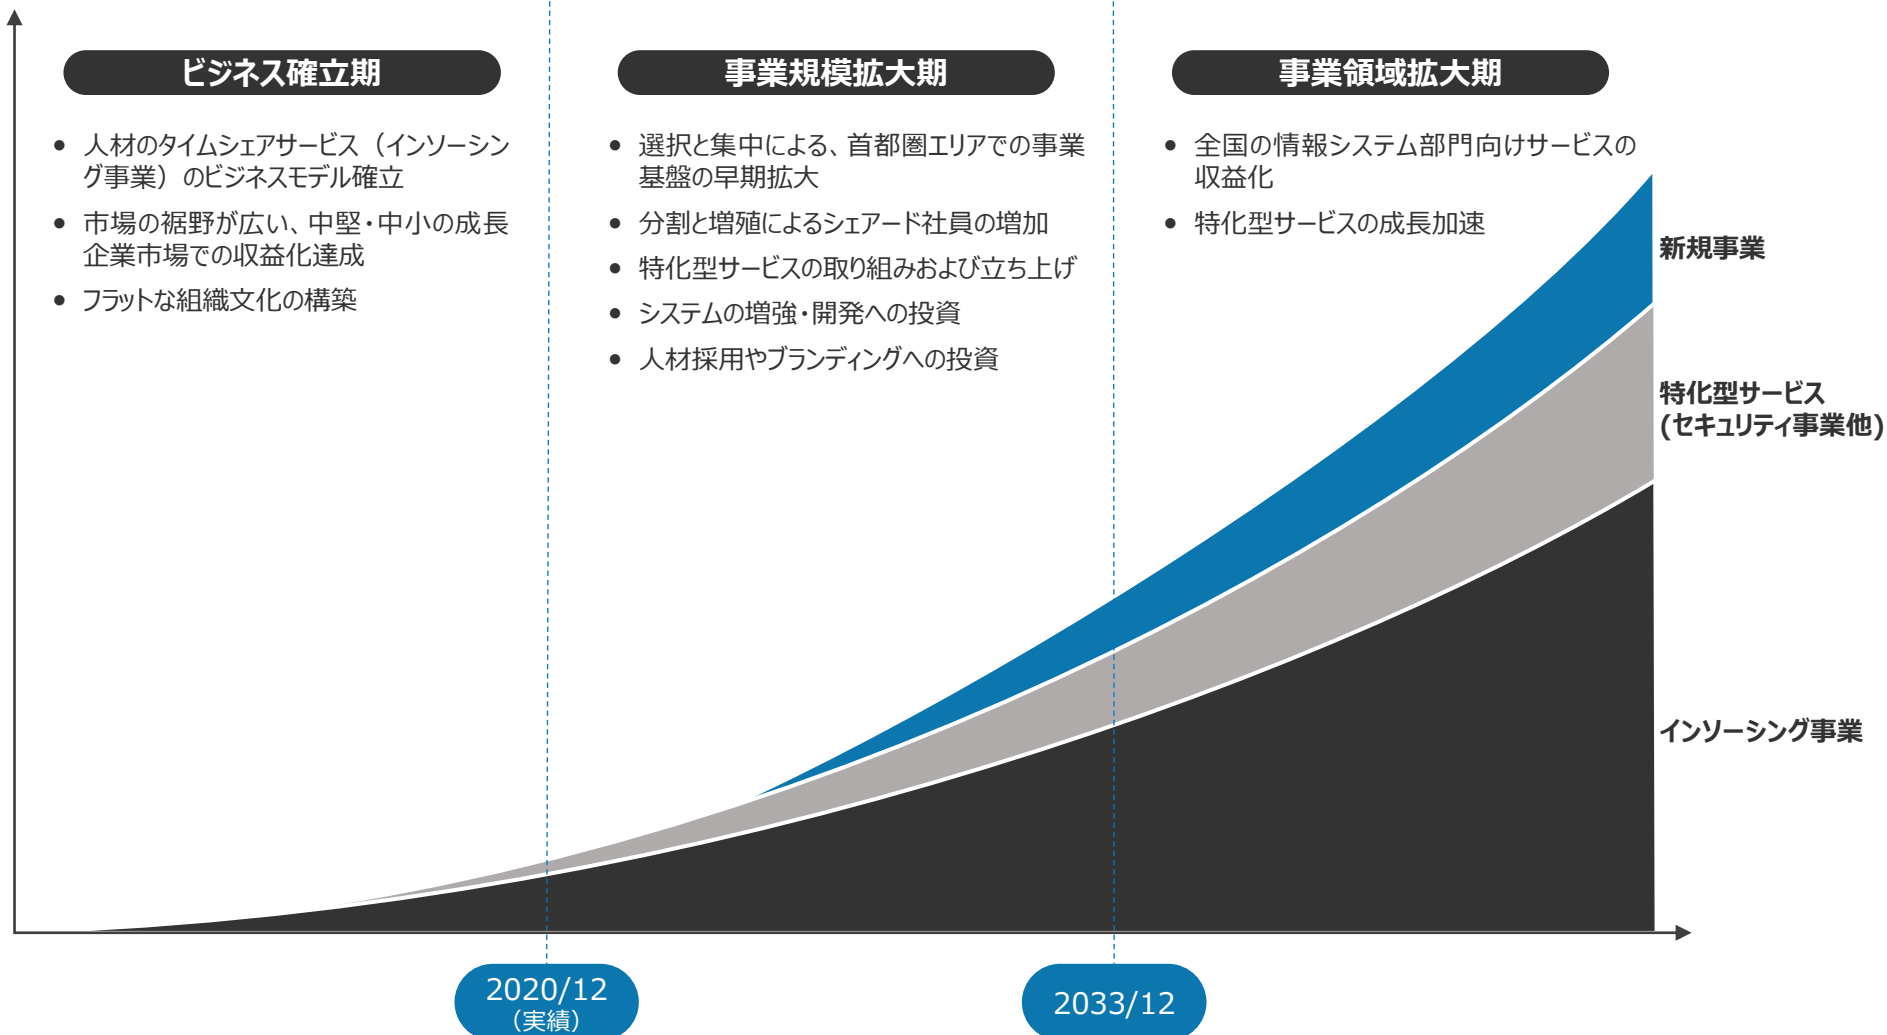 ビジネス確立期
人材のタイムシェアサービス（インソーシン
グ事業）のビジネスモデル確立
市場の裾野が広い、中堅・中小の成長
企業市場での収益化達成
フラットな組織文化の構築
事業規模拡大期
選択と集中による、首都圏エリアでの事業
基盤の早期拡大
分割と増殖によるシェアード社員の増加
特化型サービスの取り組みおよび立ち上げ
システムの増強・開発への投資
人材採用やブランディングへの投資
事業領域拡大期
全国の情報システム部門向けサービスの
収益化
特化型サービスの成長加速
新規事業
特化型サービス
(セキュリティ事業他)
インソーシング事業
2020/12
（実績）
2033/12